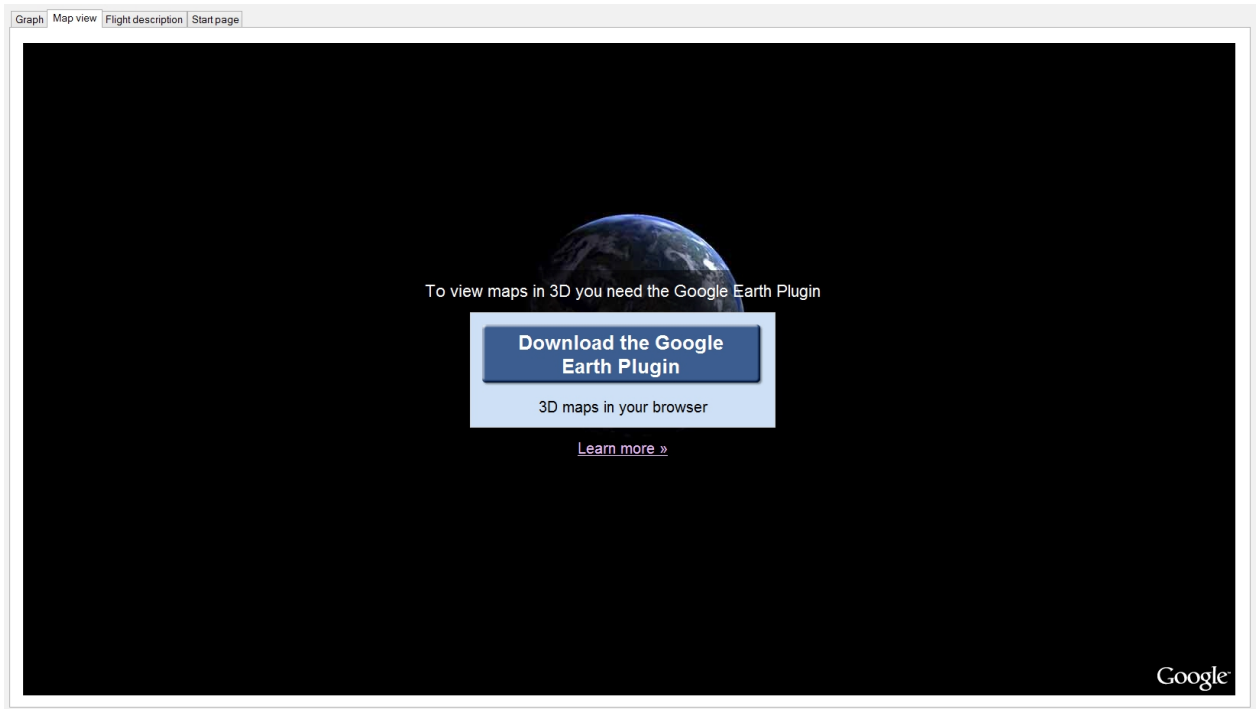 Graph Map view Flight description Start page
To view maps in 3D you need the Google Earth Plugin
Download the Google
Earth Plugin
3D maps in your browser
Learn more »
Google